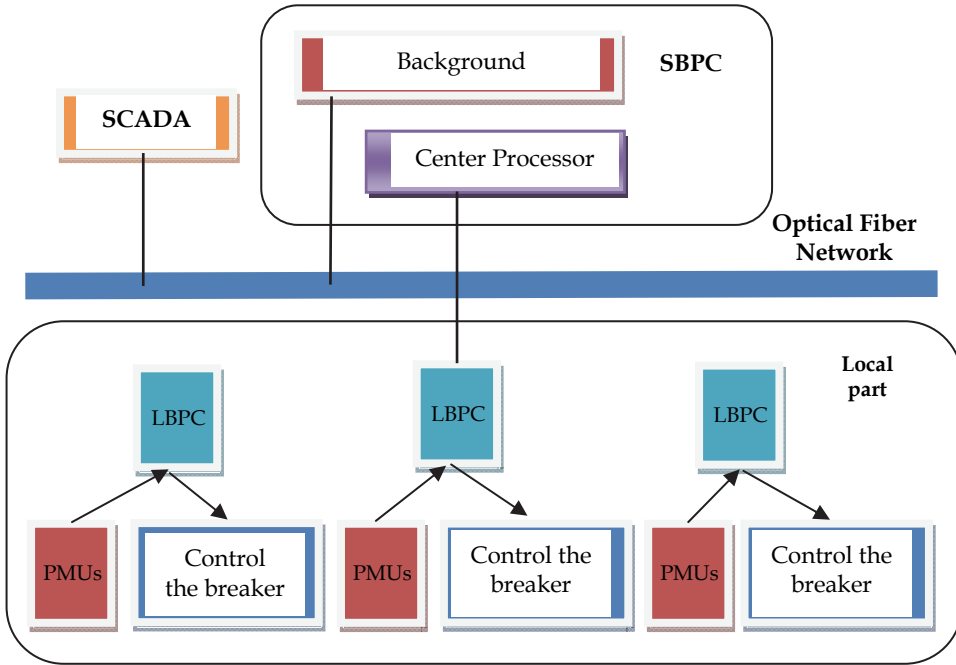 Background
SBPC
SCADA
Center Processor
Optical Fiber
Network
Local
part
LBPC
LBPC
LBPC
PMUs
Control
the breaker
PMUs
Control the
breaker
PMUs
Control the
breaker